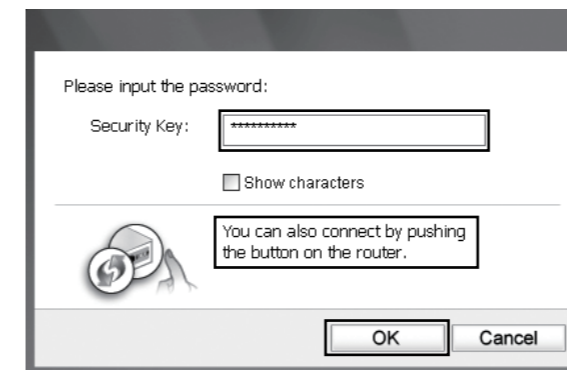 Please input the password:
Security Key: **********
Show characters
You can also connect by pushing
the button on the router.
OK Cancel